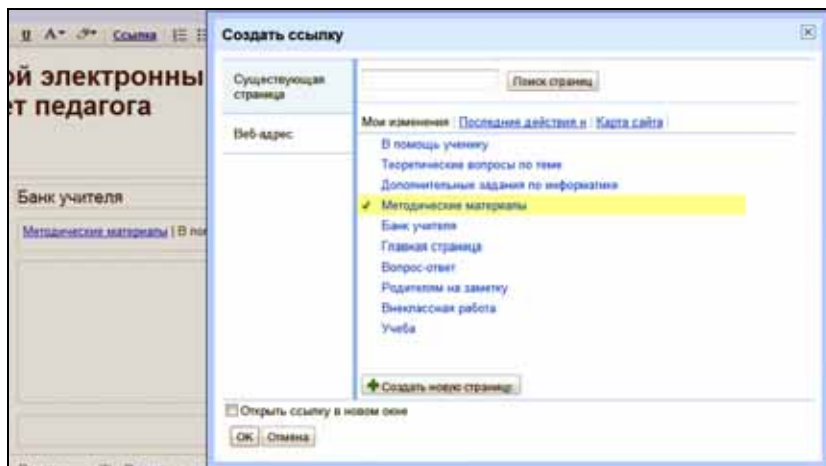 Ссылка
Создать ссылку
ой электронны
ет педагога
Существующая страница
Поиск страниц
Веб-адрес
Мои изменения Последние действия н Карта сайта
В помощь ученику
Теоретические вопросы по теме
Дополнительные задания по информатике
Методические материалы
Банк учителя
Главная страница
Вопрос-ответ
Родителям на заметку
Внеклассная работа
Учеба
Создать новую страницу
Открыть ссылку в новом окне
OK Отмена
Банк учителя
Методические материалы | В пом